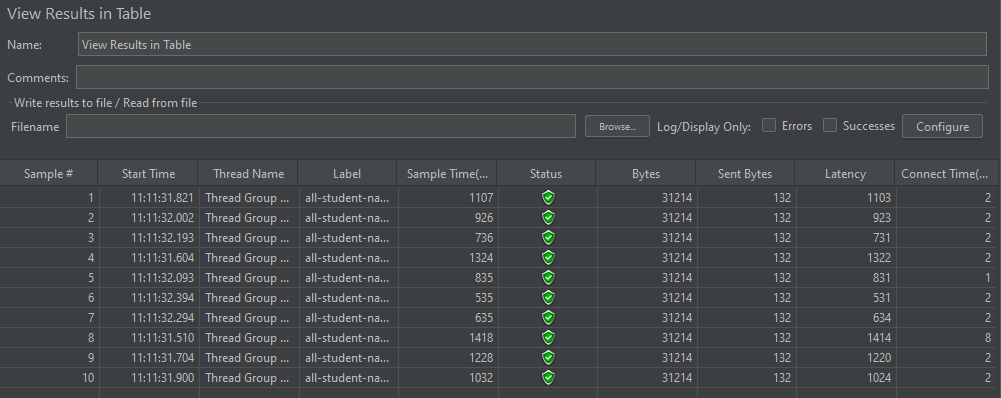 View Results in Table
Name: View Results in Table
Comments:
Write results to file / Read from file
Filename Browse... Log/Display Only: Errors Successes Configure
Sample # Start Time Thread Name Label Sample Time(... Status Bytes Sent Bytes Latency Connect Time(...
1 11:11:31.821 Thread Group ... all-student-na... 1107 31214 132 1103 2
2 11:11:32.002 Thread Group ... all-student-na... 926 31214 132 923 2
3 11:11:32.193 Thread Group ... all-student-na... 736 31214 132 731 2
4 11:11:31.604 Thread Group ... all-student-na... 1324 31214 132 1322 2
5 11:11:32.093 Thread Group ... all-student-na... 835 31214 132 831 1
6 11:11:32.394 Thread Group ... all-student-na... 535 31214 132 531 2
7 11:11:32.294 Thread Group ... all-student-na... 635 31214 132 634 2
8 11:11:31.510 Thread Group ... all-student-na... 1418 31214 132 1414 8
9 11:11:31.704 Thread Group ... all-student-na... 1228 31214 132 1220 2
10 11:11:31.900 Thread Group ... all-student-na... 1032 31214 132 1024 2